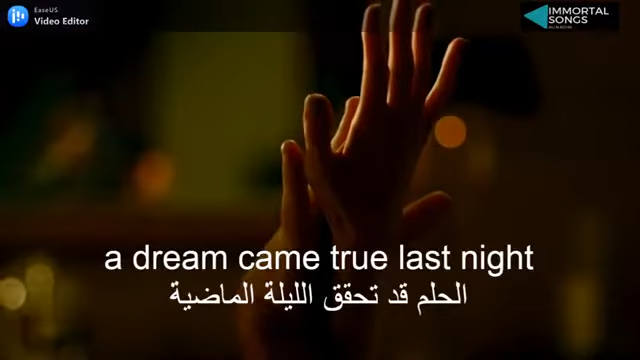 EaseUS
Video Editor
IMMORTAL
SONGS
a dream came true last night
الحلم قد تحقق الليلة الماضية